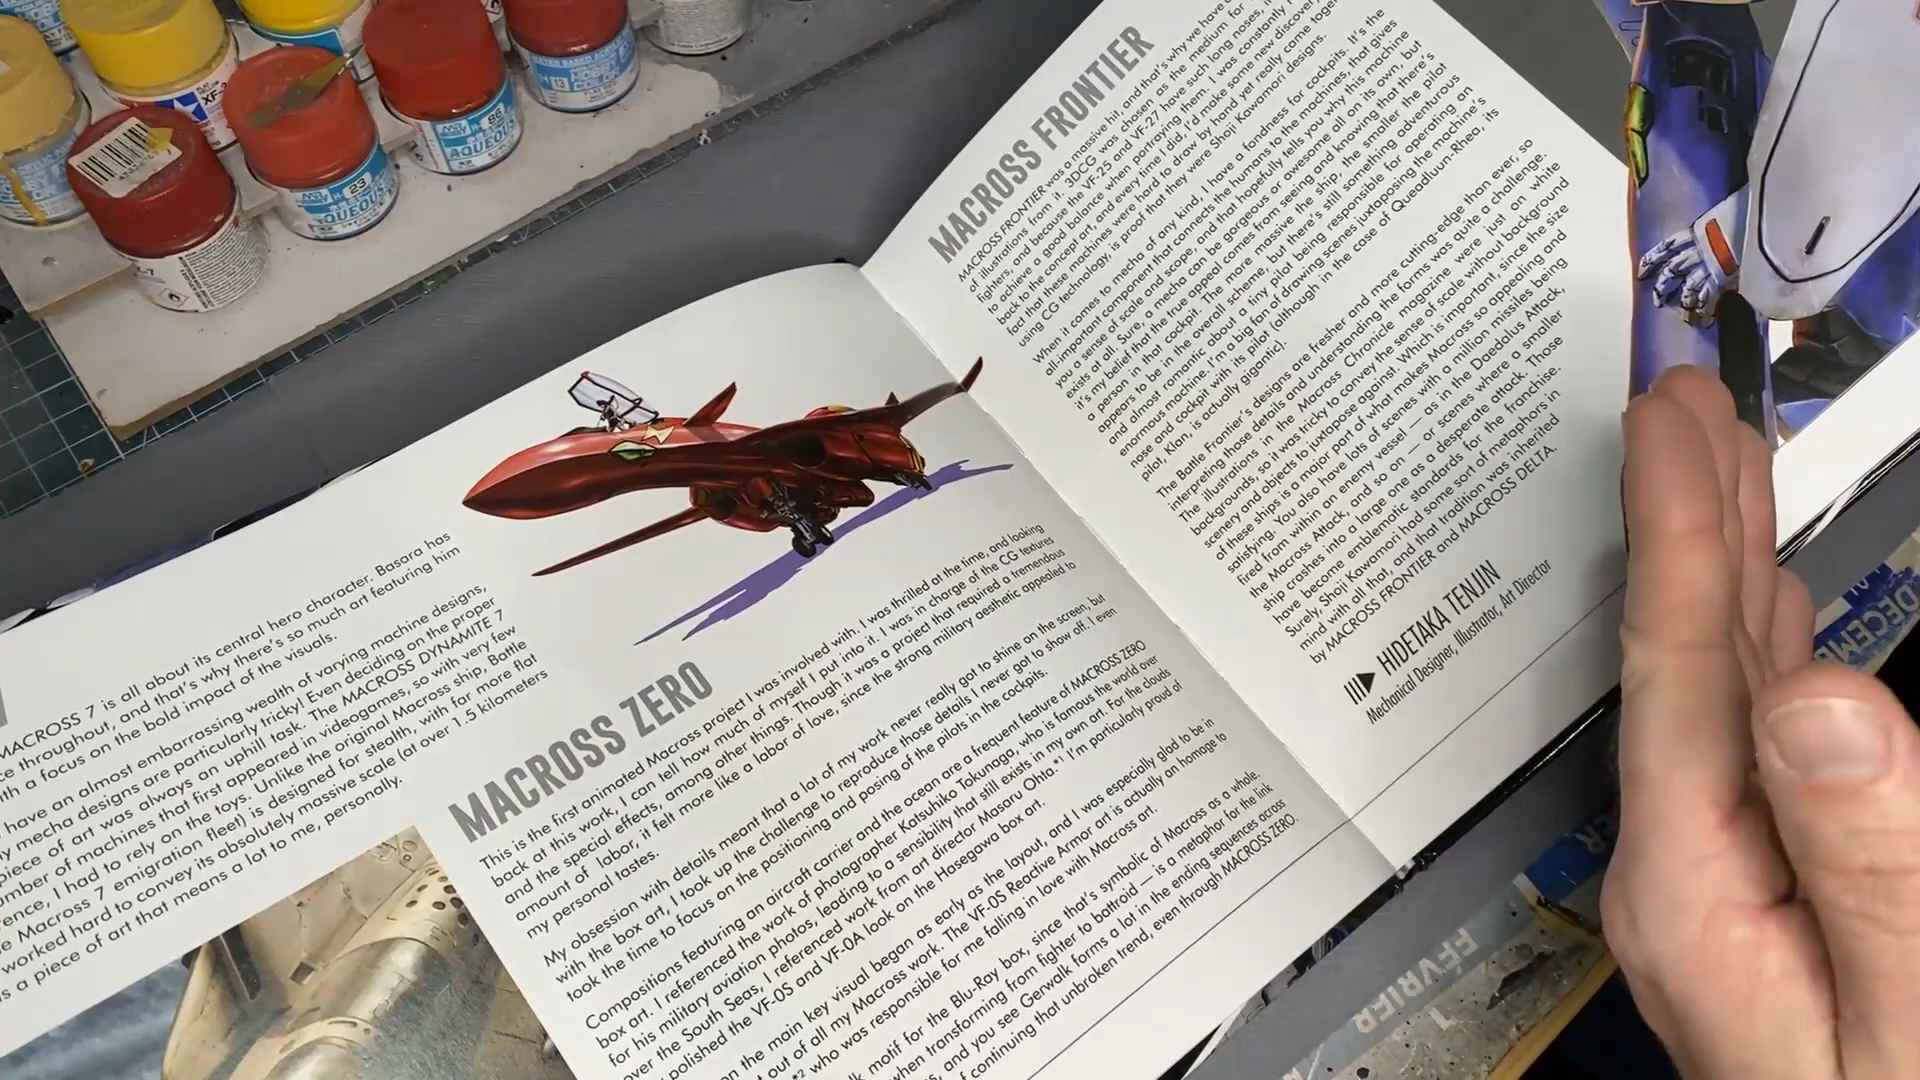 MACROSS 7 is all about its central hero character. Basara has
throughout, and that's why there's so much art featuring him
with a focus on the bold impact of the visuals.
have an almost embarrassing wealth of varying machine designs,
mecha designs are particularly tricky! Even deciding on the proper
piece of art was always an uphill task. The MACROSS DYNAMITE 7
number of machines that first appeared in videogames, so with very few
I had to rely on the toys. Unlike the original Macross ship, Battle
Macross 7 emigration fleet) is designed for stealth, with far more flat
worked hard to convey its absolutely massive scale (at over 1.5 kilometers
is a piece of art that means a lot to me, personally.
MACROSS ZERO
This is the first animated Macross project I was involved with. I was thrilled at the time, and looking
back at this work, I can tell how much of myself I put into it. I was in charge of the CG textures
and the special effects, among other things. Though it was a project that required a tremendous
amount of labor, it felt more like a labor of love, since the strong military aesthetic appealed to
my personal tastes.
My obsession with details meant that a lot of my work never really got to shine on the screen, but
with the box art, I took up the challenge to reproduce those details I never got to show off. I even
took the time to focus on the positioning and posing of the pilots in the cockpits.
Compositions featuring an aircraft carrier and the ocean are a frequent feature of MACROSS ZERO
box art. I referenced the work of photographer Katsuhiko Tokunaga, who is famous the world over
for his military aviation photos, leading to a sensibility that still exists in my own art. For the clouds
over the South Seas, I referenced work from art director Masaru Ohta.*1 I'm particularly proud of
polished the VF-0S and VF-0A look on the Hasegawa box art.
on the main key visual began as early as the layout, and I was especially glad to be in
out of all my Macross work. The VF-0S Reactive Armor art is actually an homage to
*2 who was responsible for me falling in love with Macross art.
motif for the Blu-Ray box, since that's symbolic of Macross as a whole.
when transforming from fighter to battroid — is a metaphor for the link
and you see Gerwalk forms a lot in the ending sequences across
of continuing that unbroken trend, even through MACROSS ZERO.
MACROSS FRONTIER
MACROSS FRONTIER was a massive hit, and that's why we have
of illustrations from it. 3DCG was chosen as the medium for
fighters, and because the VF-25 and VF-27 have such long noses,
to achieve a good balance when portraying them. I was constantly
back to the concept art, and every time I did, I'd make some new discover
fact that these machines were hard to draw by hand yet really came together
using CG technology, is proof that they were Shoji Kawamori designs.
When it comes to mecha of any kind, I have a fondness for cockpits. It's the
all-important component that connects the humans to the machines, that gives
you a sense of scale and scope, and that hopefully tells you why this machine
exists at all. Sure, a mecha can be gorgeous or awesome all on its own, but
it's my belief that the true appeal comes from seeing and knowing that there's
a person in that cockpit. The more massive the ship, the smaller the pilot
appears to be in the overall scheme, but there's still something adventurous
and almost romantic about a tiny pilot being responsible for operating an
enormous machine. I'm a big fan of drawing scenes juxtaposing the machine's
nose and cockpit with its pilot (although in the case of Queadluun-Rhea, its
pilot, Klan, is actually gigantic).
The Battle Frontier's designs are fresher and more cutting-edge than ever, so
interpreting those details and understanding the forms was quite a challenge.
The illustrations in the Macross Chronicle magazine were just on white
backgrounds, so it was tricky to convey the sense of scale without background
scenery and objects to juxtapose against. Which is important, since the size
of these ships is a major part of what makes Macross so appealing and
satisfying. You also have lots of scenes with a million missiles being
fired from within an enemy vessel — as in the Daedalus Attack,
the Macross Attack, and so on — or scenes where a smaller
ship crashes into a large one as a desperate attack. Those
have become emblematic standards for the franchise.
Surely, Shoji Kawamori had some sort of metaphors in
mind with all that, and that tradition was inherited
by MACROSS FRONTIER and MACROSS DELTA.
HIDETAKA TENJIN
Mechanical Designer, Illustrator, Art Director
XF-
23
AQUEOUS
86
AQUEOUS
WATER BASED
13
FÉVRIER
DECEM